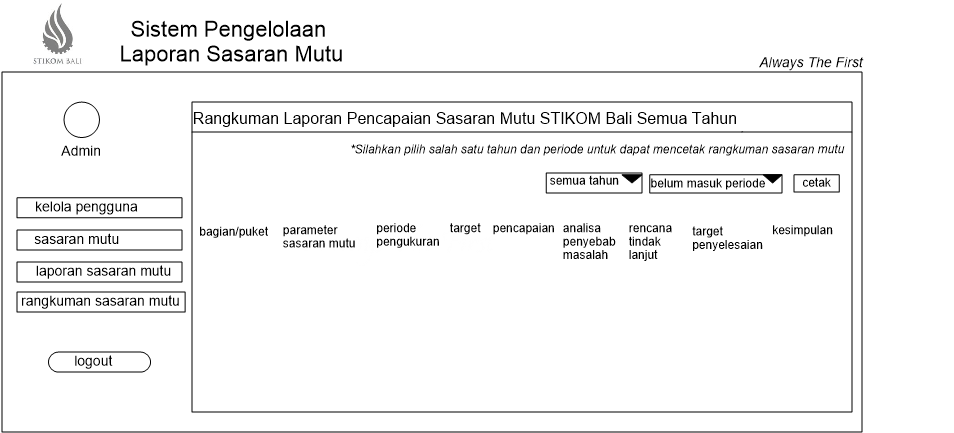 STIKOM BALI
Sistem Pengelolaan
Laporan Sasaran Mutu
Always The First
Admin
kelola pengguna
sasaran mutu
laporan sasaran mutu
rangkuman sasaran mutu
logout
Rangkuman Laporan Pencapaian Sasaran Mutu STIKOM Bali Semua Tahun
*Silahkan pilih salah satu tahun dan periode untuk dapat mencetak rangkuman sasaran mutu
semua tahun
belum masuk periode
cetak
bagian/puket
parameter
sasaran mutu
periode
pengukuran
target
pencapaian
analisa
penyebab
masalah
rencana
tindak
lanjut
target
penyelesaian
kesimpulan